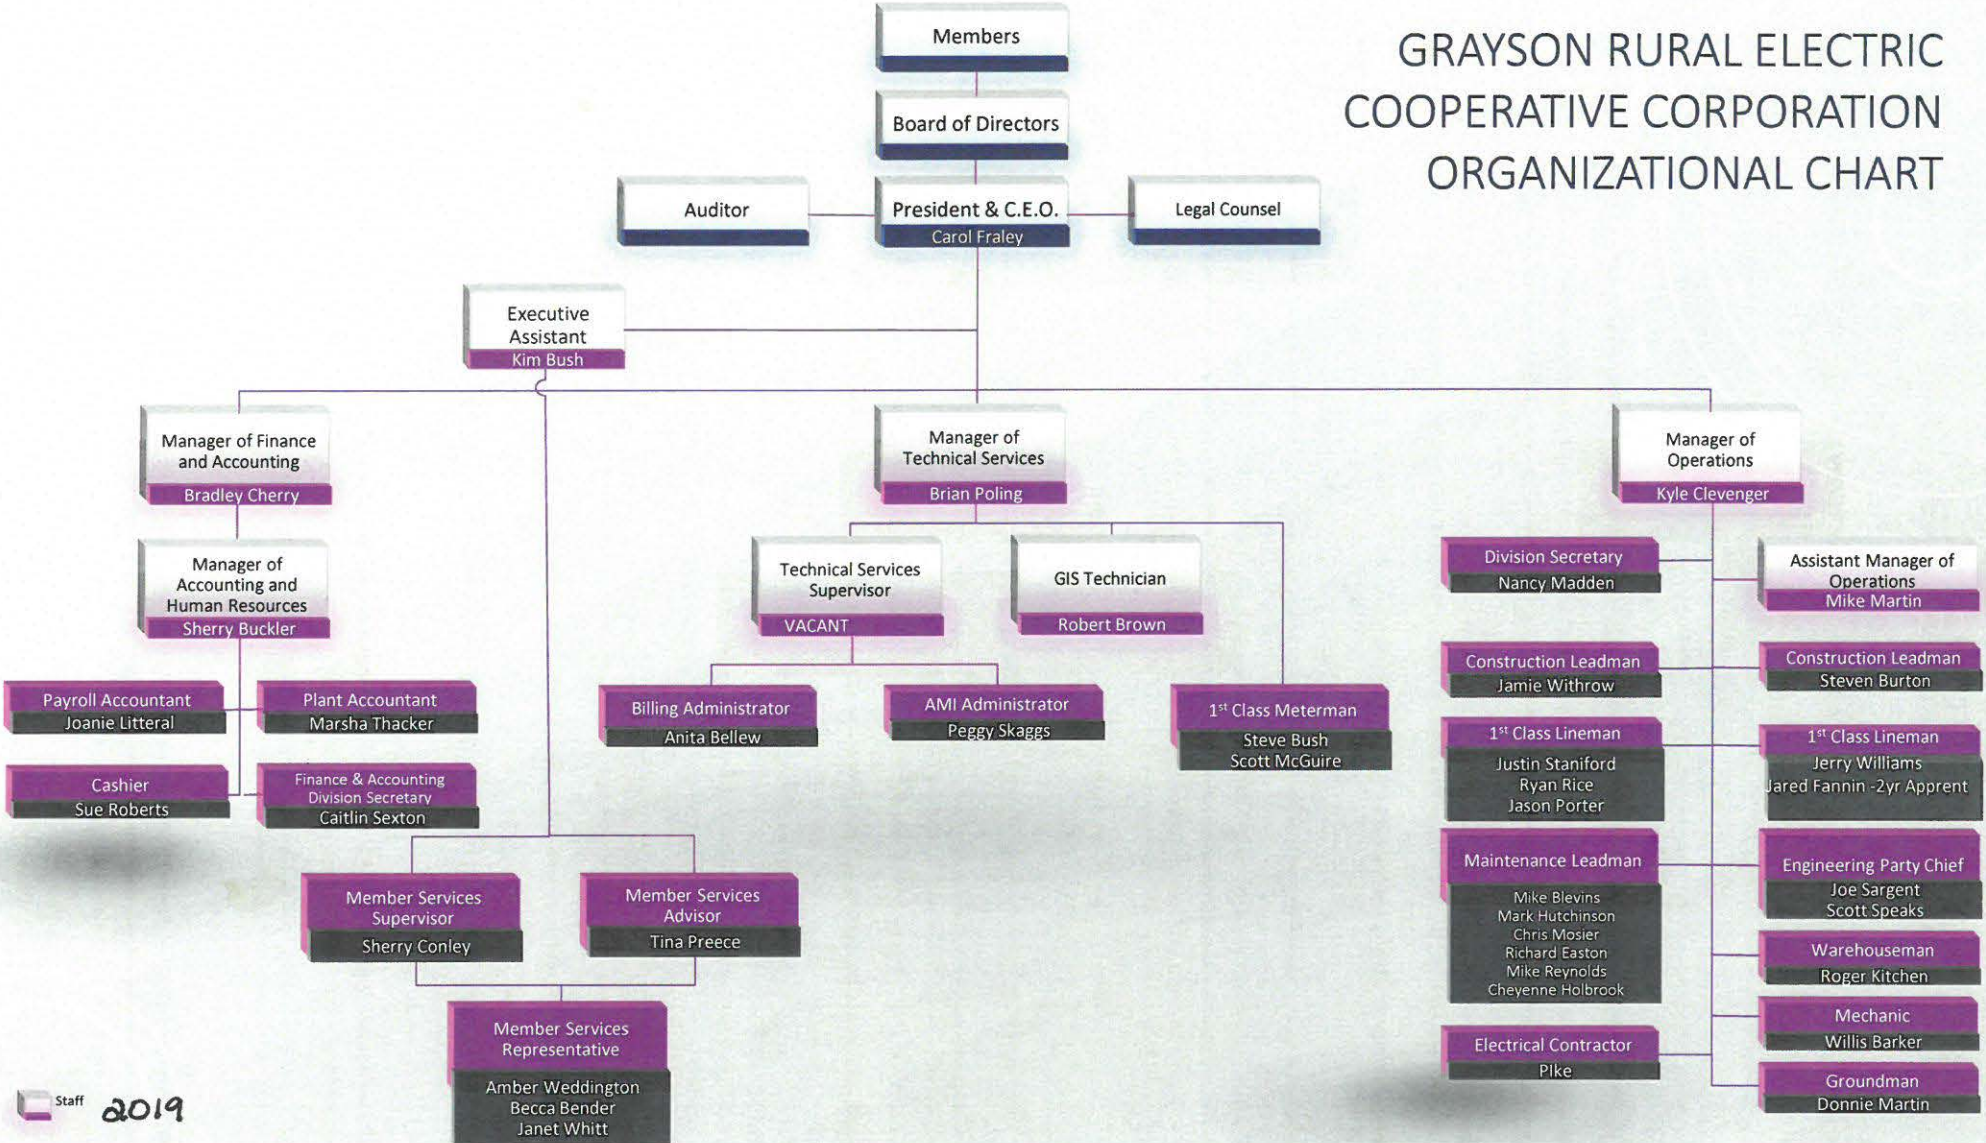 GRAYSON RURAL ELECTRIC
COOPERATIVE CORPORATION
ORGANIZATIONAL CHART
Members
Board of Directors
Auditor
President & C.E.O.
Carol Fraley
Legal Counsel
Executive
Assistant
Kim Bush
Manager of Finance
and Accounting
Bradley Cherry
Manager of
Accounting and
Human Resources
Sherry Buckler
Payroll Accountant
Joanie Litteral
Plant Accountant
Marsha Thacker
Cashier
Sue Roberts
Finance & Accounting
Division Secretary
Caitlin Sexton
Member Services
Supervisor
Sherry Conley
Member Services
Advisor
Tina Preece
Member Services
Representative
Amber Weddington
Becca Bender
Janet Whitt
Manager of
Technical Services
Brian Poling
Technical Services
Supervisor
VACANT
GIS Technician
Robert Brown
Billing Administrator
Anita Bellew
AMI Administrator
Peggy Skaggs
1st Class Meterman
Steve Bush
Scott McGuire
Manager of
Operations
Kyle Clevenger
Division Secretary
Nancy Madden
Assistant Manager of
Operations
Mike Martin
Construction Leadman
Jamie Withrow
Construction Leadman
Steven Burton
1st Class Lineman
Justin Staniford
Ryan Rice
Jason Porter
1st Class Lineman
Jerry Williams
Jared Fannin -2yr Apprent
Maintenance Leadman
Mike Blevins
Mark Hutchinson
Chris Mosier
Richard Easton
Mike Reynolds
Cheyenne Holbrook
Engineering Party Chief
Joe Sargent
Scott Speaks
Warehouseman
Roger Kitchen
Mechanic
Willis Barker
Electrical Contractor
PIke
Groundman
Donnie Martin
Staff
2019